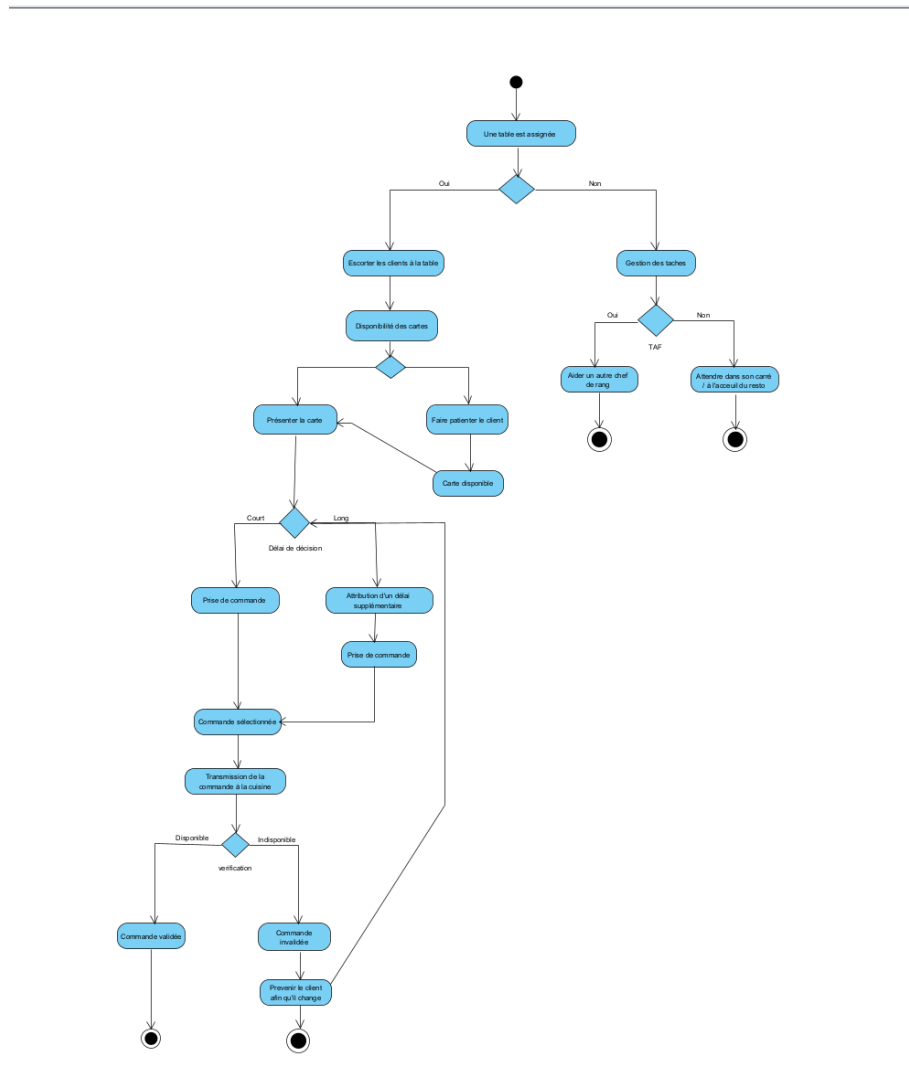 Une table est assignée
Oui
Non
Escorter les clients à la table
Gestion des taches
Disponibilité des cartes
Oui
Non
TAF
Aider un autre chef
de rang
Attendre dans son carré
/ à l'acceuil du resto
Présenter la carte
Faire patienter le client
Carte disponible
Court
Long
Délai de décision
Prise de commande
Attribution d'un délai
supplémentaire
Prise de commande
Commande sélectionnée
Transmission de la
commande à la cuisine
Disponible
Indisponible
verification
Commande validée
Commande
invalidée
Prevenir le client
afin qu'il change